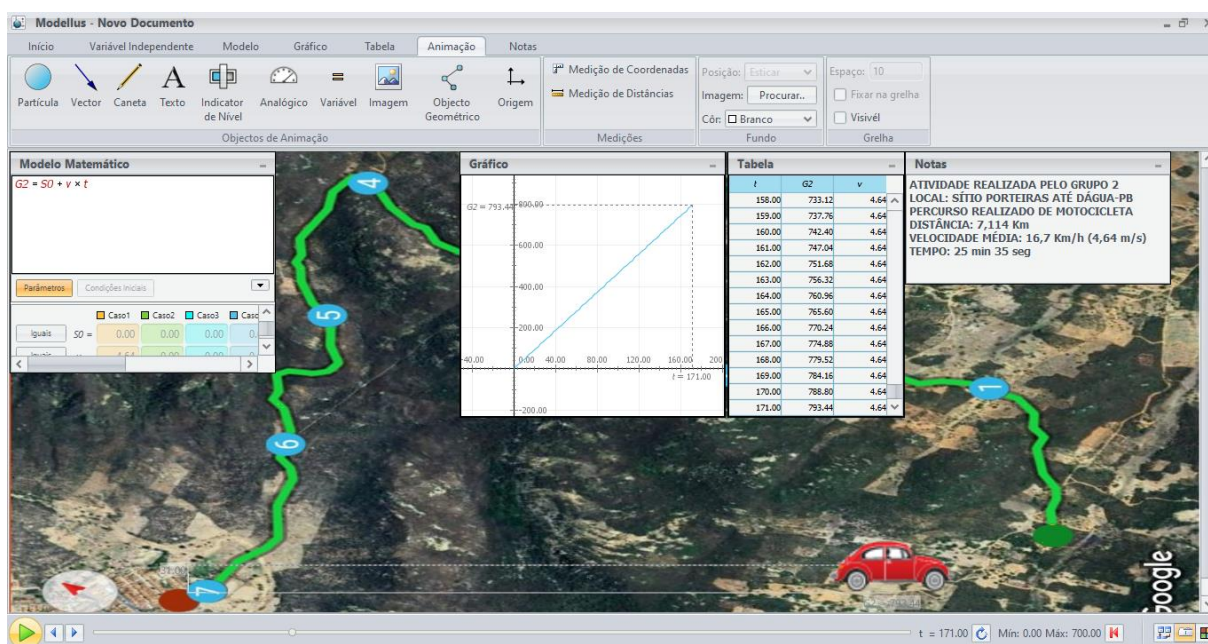 Modellus - Novo Documento
Início Variável Independente Modelo Gráfico Tabela Animação Notas
Partícula Vector Caneta Texto Indicador de Nível Analógico Variável Imagem Objecto Geométrico Origem
Objectos de Animação
Medição de Coordenadas
Medição de Distâncias
Medições
Posição: Esticar
Imagem: Procurar..
Côr: Branco
Fundo
Espaço: 10
Fixar na grelha
Visivél
Grelha
Modelo Matemático
G2 = S0 + v × t
Parâmetros Condições Iniciais
Caso1 Caso2 Caso3 Caso
Iguais S0 = 0.00 0.00 0.00 0.
Gráfico
G2 = 793.44
800.00
600.00
400.00
200.00
40.00 0.00 40.00 80.00 120.00 160.00 200
t = 171.00
-200.00
Tabela
t G2 v
158.00 733.12 4.64
159.00 737.76 4.64
160.00 742.40 4.64
161.00 747.04 4.64
162.00 751.68 4.64
163.00 756.32 4.64
164.00 760.96 4.64
165.00 765.60 4.64
166.00 770.24 4.64
167.00 774.88 4.64
168.00 779.52 4.64
169.00 784.16 4.64
170.00 788.80 4.64
171.00 793.44 4.64
Notas
ATIVIDADE REALIZADA PELO GRUPO 2
LOCAL: SÍTIO PORTEIRAS ATÉ DÁGUA-PB
PERCURSO REALIZADO DE MOTOCICLETA
DISTÂNCIA: 7,114 Km
VELOCIDADE MÉDIA: 16,7 Km/h (4,64 m/s)
TEMPO: 25 min 35 seg
4
5
6
7
1
Google
t = 171.00 Mín: 0.00 Máx: 700.00